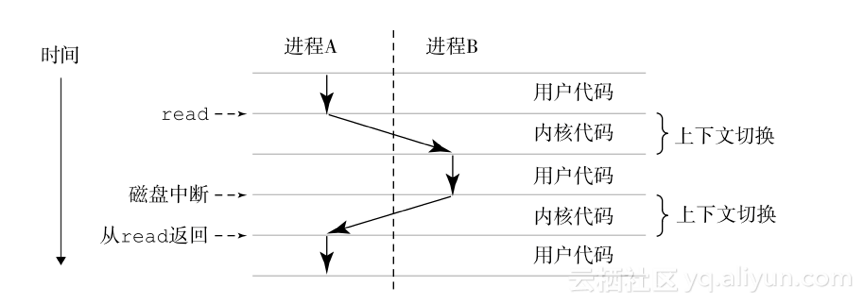 进程A 进程B
时间
用户代码
read
内核代码 上下文切换
用户代码
磁盘中断
内核代码 上下文切换
从read返回
用户代码
云栖社区 yq.aliyun.com